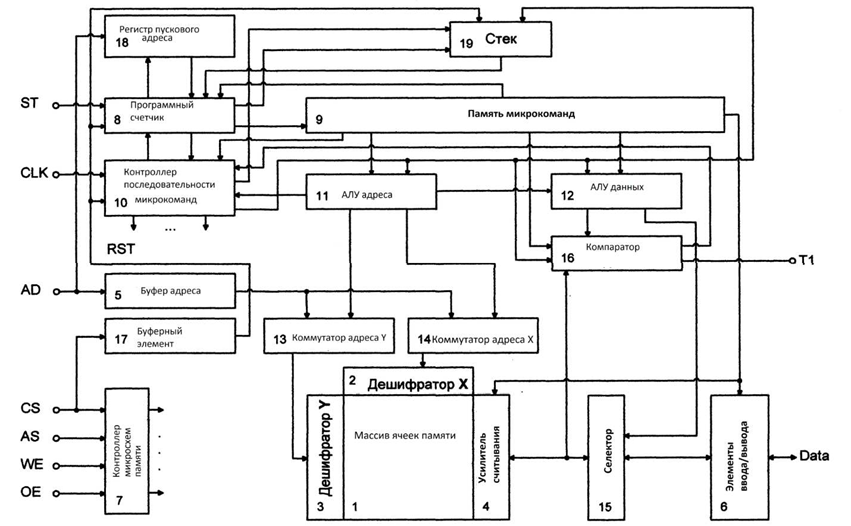 Регистр пускового
адреса
18
19 Стек
ST
Программный
счетчик
8
9 Память микрокоманд
CLK
Контроллер
последовательности
микрокоманд
10
11 АЛУ адреса
12 АЛУ данных
...
RST
Компаратор
16
T1
AD
5 Буфер адреса
17 Буферный
элемент
13 Коммутатор адреса Y
14 Коммутатор адреса X
2 Дешифратор X
CS
AS
WE
OE
Контроллер
микросхем
памяти
7
Дешифратор Y
3
Массив ячеек памяти
1
Усилитель
считывания
4
Селектор
15
Элементы
ввода/вывода
6
Data